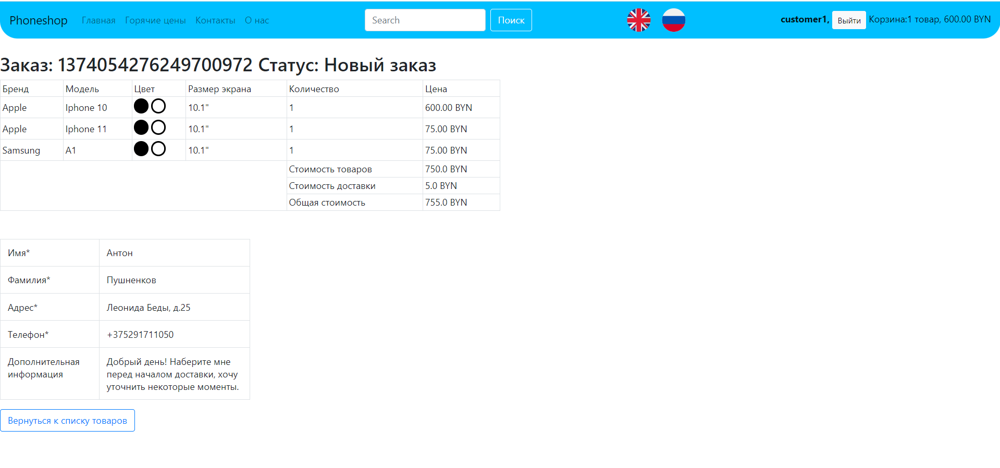 Phoneshop Главная Горячие цены Контакты О нас Search Поиск customer1, Выйти Корзина:1 товар, 600.00 BYN
Заказ: 1374054276249700972 Статус: Новый заказ
Бренд Модель Цвет Размер экрана Количество Цена
Apple Iphone 10 10.1" 1 600.00 BYN
Apple Iphone 11 10.1" 1 75.00 BYN
Samsung A1 10.1" 1 75.00 BYN
Стоимость товаров 750.0 BYN
Стоимость доставки 5.0 BYN
Общая стоимость 755.0 BYN
Имя* Антон
Фамилия* Пушненков
Адрес* Леонида Беды, д.25
Телефон* +375291711050
Дополнительная информация
Добрый день! Наберите мне
перед началом доставки, хочу
уточнить некоторые моменты.
Вернуться к списку товаров